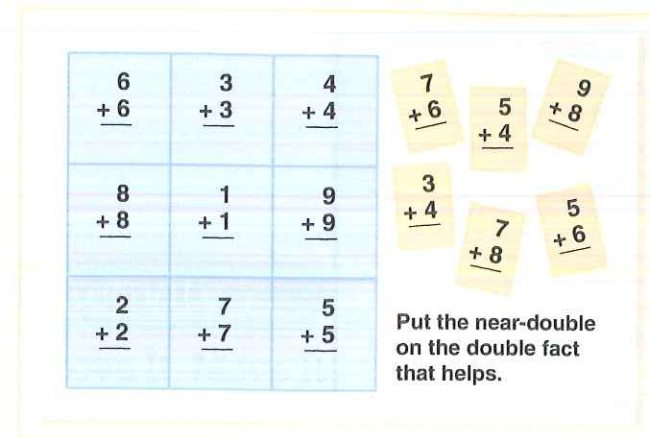 6 3 4
+ 6 + 3 + 4
8 1 9
+ 8 + 1 + 9
2 7 5
+ 2 + 7 + 5
7
+ 6
5
+ 4
9
+ 8
3
+ 4
7
+ 8
5
+ 6
Put the near-double
on the double fact
that helps.